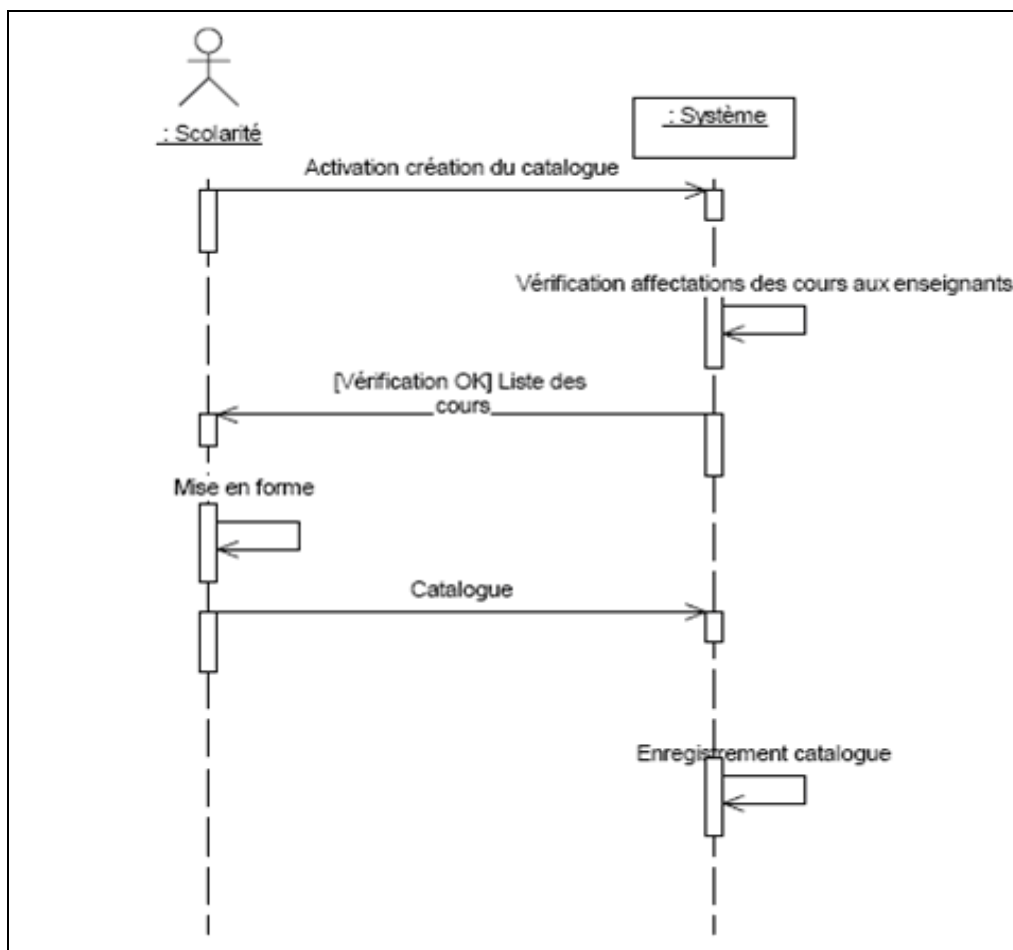 : Scolarité
: Système
Activation création du catalogue
Vérification affectations des cours aux enseignants
[Vérification OK] Liste des
cours
Mise en forme
Catalogue
Enregistrement catalogue